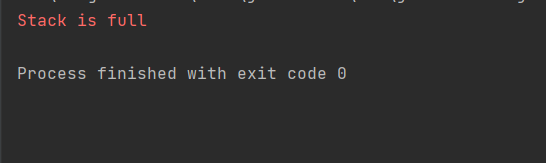 Stack is full
Process finished with exit code 0